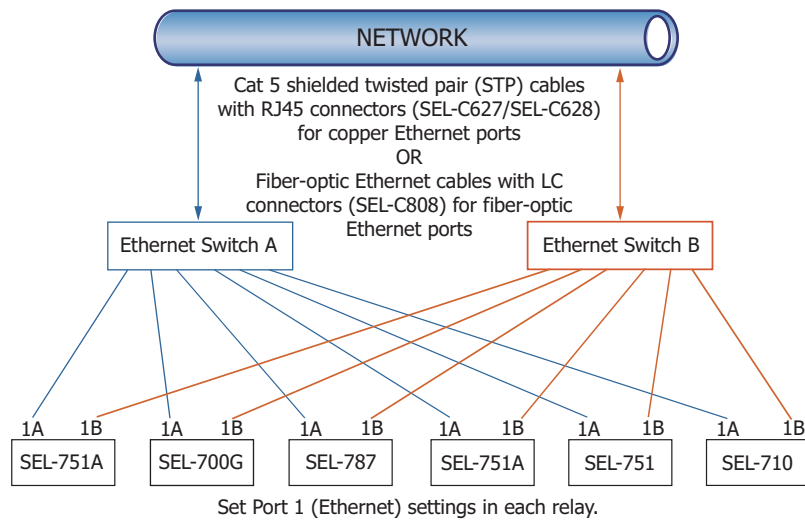 NETWORK
Cat 5 shielded twisted pair (STP) cables
with RJ45 connectors (SEL-C627/SEL-C628)
for copper Ethernet ports
OR
Fiber-optic Ethernet cables with LC
connectors (SEL-C808) for fiber-optic
Ethernet ports
Ethernet Switch A
Ethernet Switch B
1A 1B 1A 1B 1A 1B 1A 1B 1A 1B 1A 1B
SEL-751A SEL-700G SEL-787 SEL-751A SEL-751 SEL-710
Set Port 1 (Ethernet) settings in each relay.